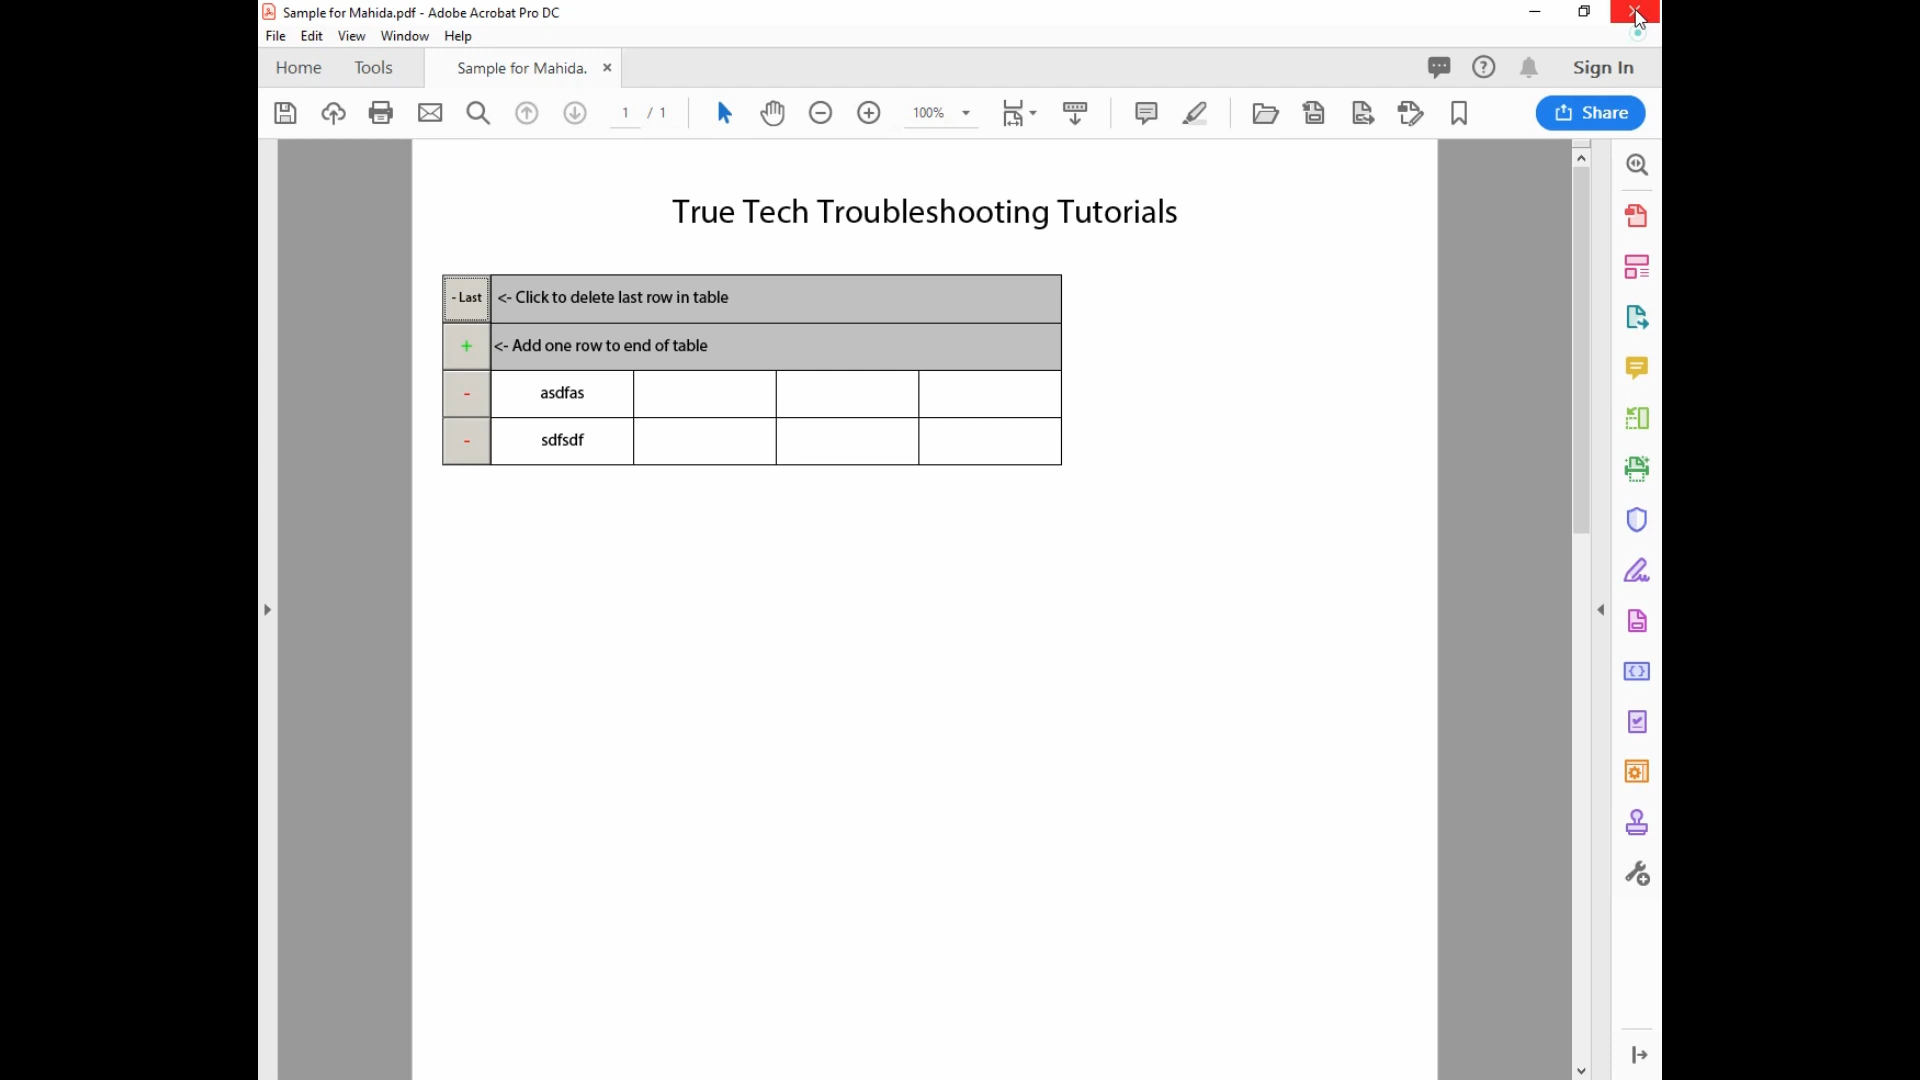 Sample for Mahida.pdf - Adobe Acrobat Pro DC
File Edit View Window Help
Home Tools Sample for Mahida. × Sign In
1 / 1 100% Share
True Tech Troubleshooting Tutorials
- Last <- Click to delete last row in table
+ <- Add one row to end of table
- asdfas
- sdfsdf